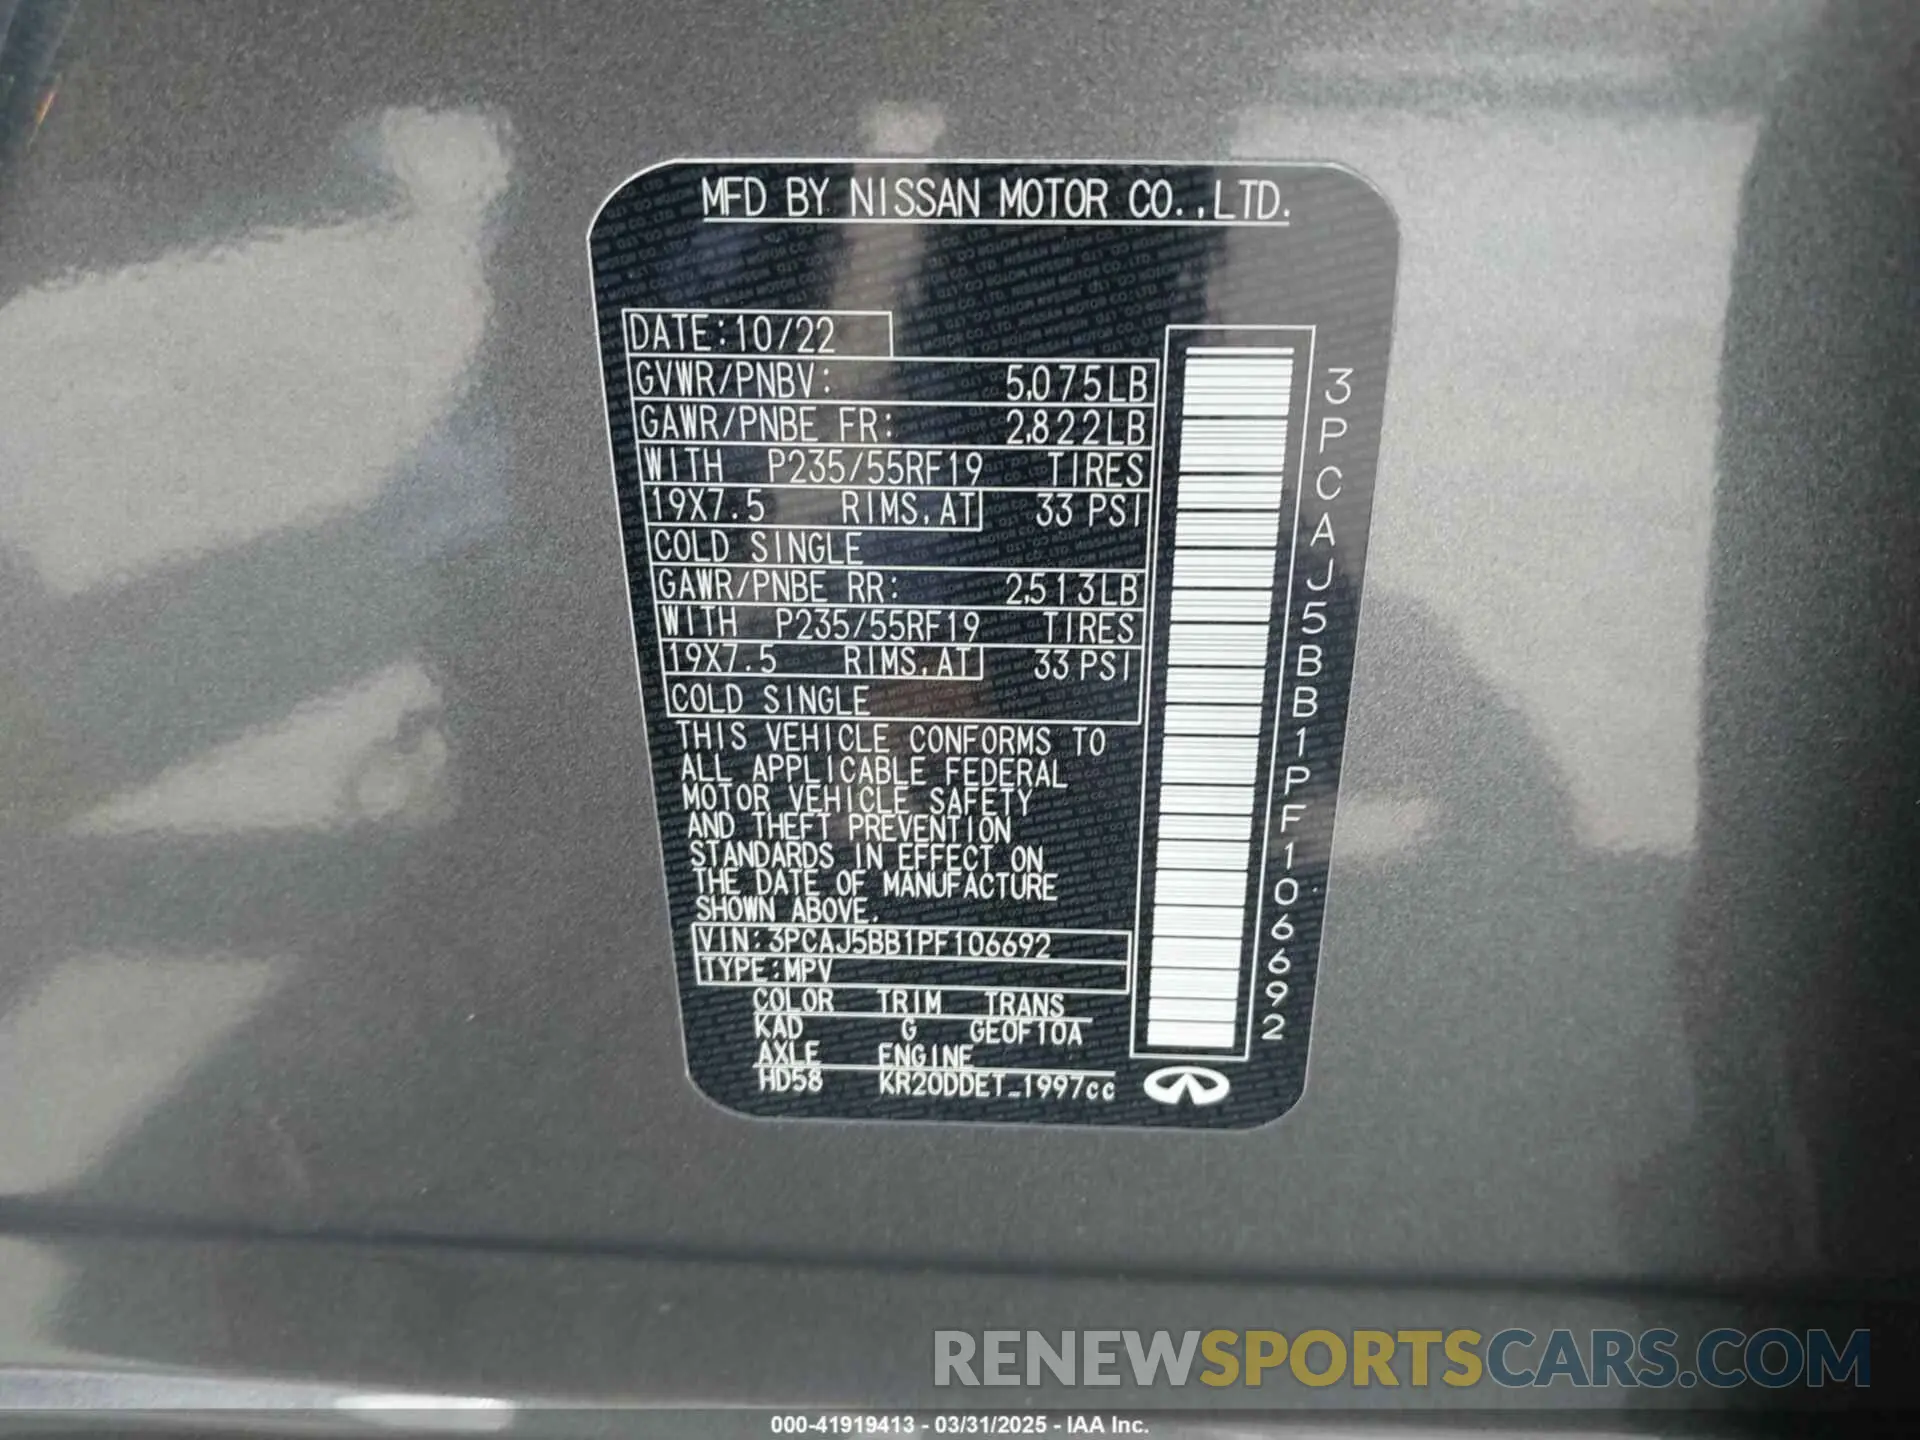 MFD BY NISSAN MOTOR CO.,LTD.
DATE:10/22
GVWR/PNBV: 5,075LB
GAWR/PNBE FR: 2,822LB
WITH P235/55RF19 TIRES
19X7.5 RIMS,AT 33 PSI
COLD SINGLE
GAWR/PNBE RR: 2,513LB
WITH P235/55RF19 TIRES
19X7.5 RIMS,AT 33 PSI
COLD SINGLE
THIS VEHICLE CONFORMS TO
ALL APPLICABLE FEDERAL
MOTOR VEHICLE SAFETY
AND THEFT PREVENTION
STANDARDS IN EFFECT ON
THE DATE OF MANUFACTURE
SHOWN ABOVE.
VIN:3PCAJ5BB1PF106692
TYPE:MPV
COLOR TRIM TRANS
KAD G GE0F10A
AXLE ENGINE
HD58 KR20DDET_1997cc
3PCAJ5BB1PF106692
RENEWSPORTSCARS.COM
000-41919413 - 03/31/2025 - IAA Inc.